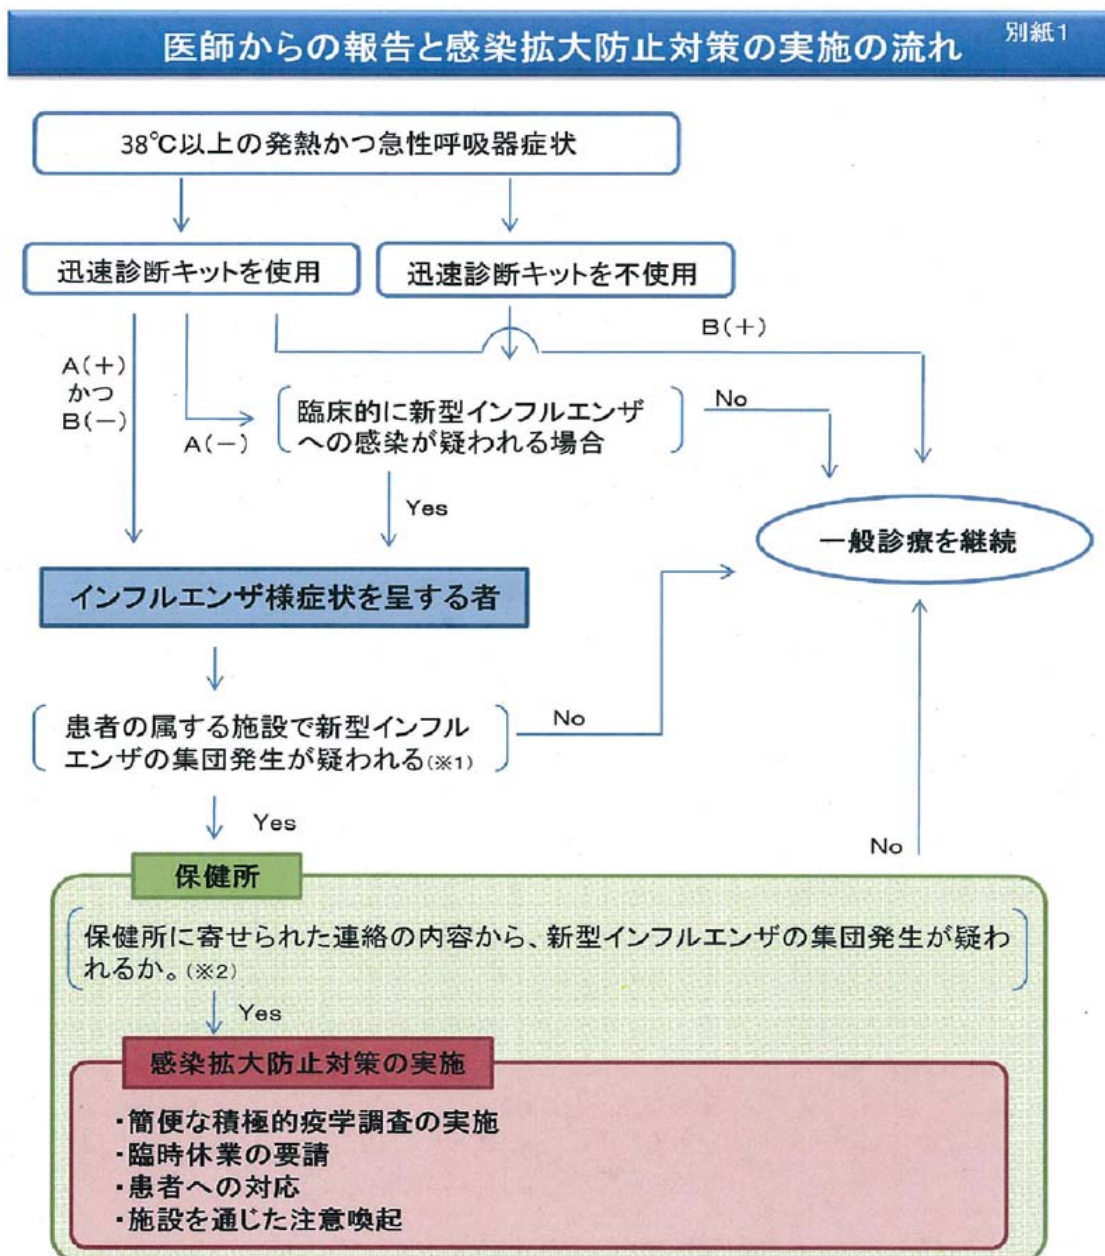 別紙1
医師からの報告と感染拡大防止対策の実施の流れ
38℃以上の発熱かつ急性呼吸器症状
迅速診断キットを使用
迅速診断キットを不使用
B(+)
A(+)
かつ
B(-)
A(-)
臨床的に新型インフルエンザ
への感染が疑われる場合
No
Yes
一般診療を継続
インフルエンザ様症状を呈する者
患者の属する施設で新型インフル
エンザの集団発生が疑われる(※1)
No
Yes
No
保健所
保健所に寄せられた連絡の内容から、新型インフルエンザの集団発生が疑わ
れるか。(※2)
Yes
感染拡大防止対策の実施
・簡便な積極的疫学調査の実施
・臨時休業の要請
・患者への対応
・施設を通じた注意喚起